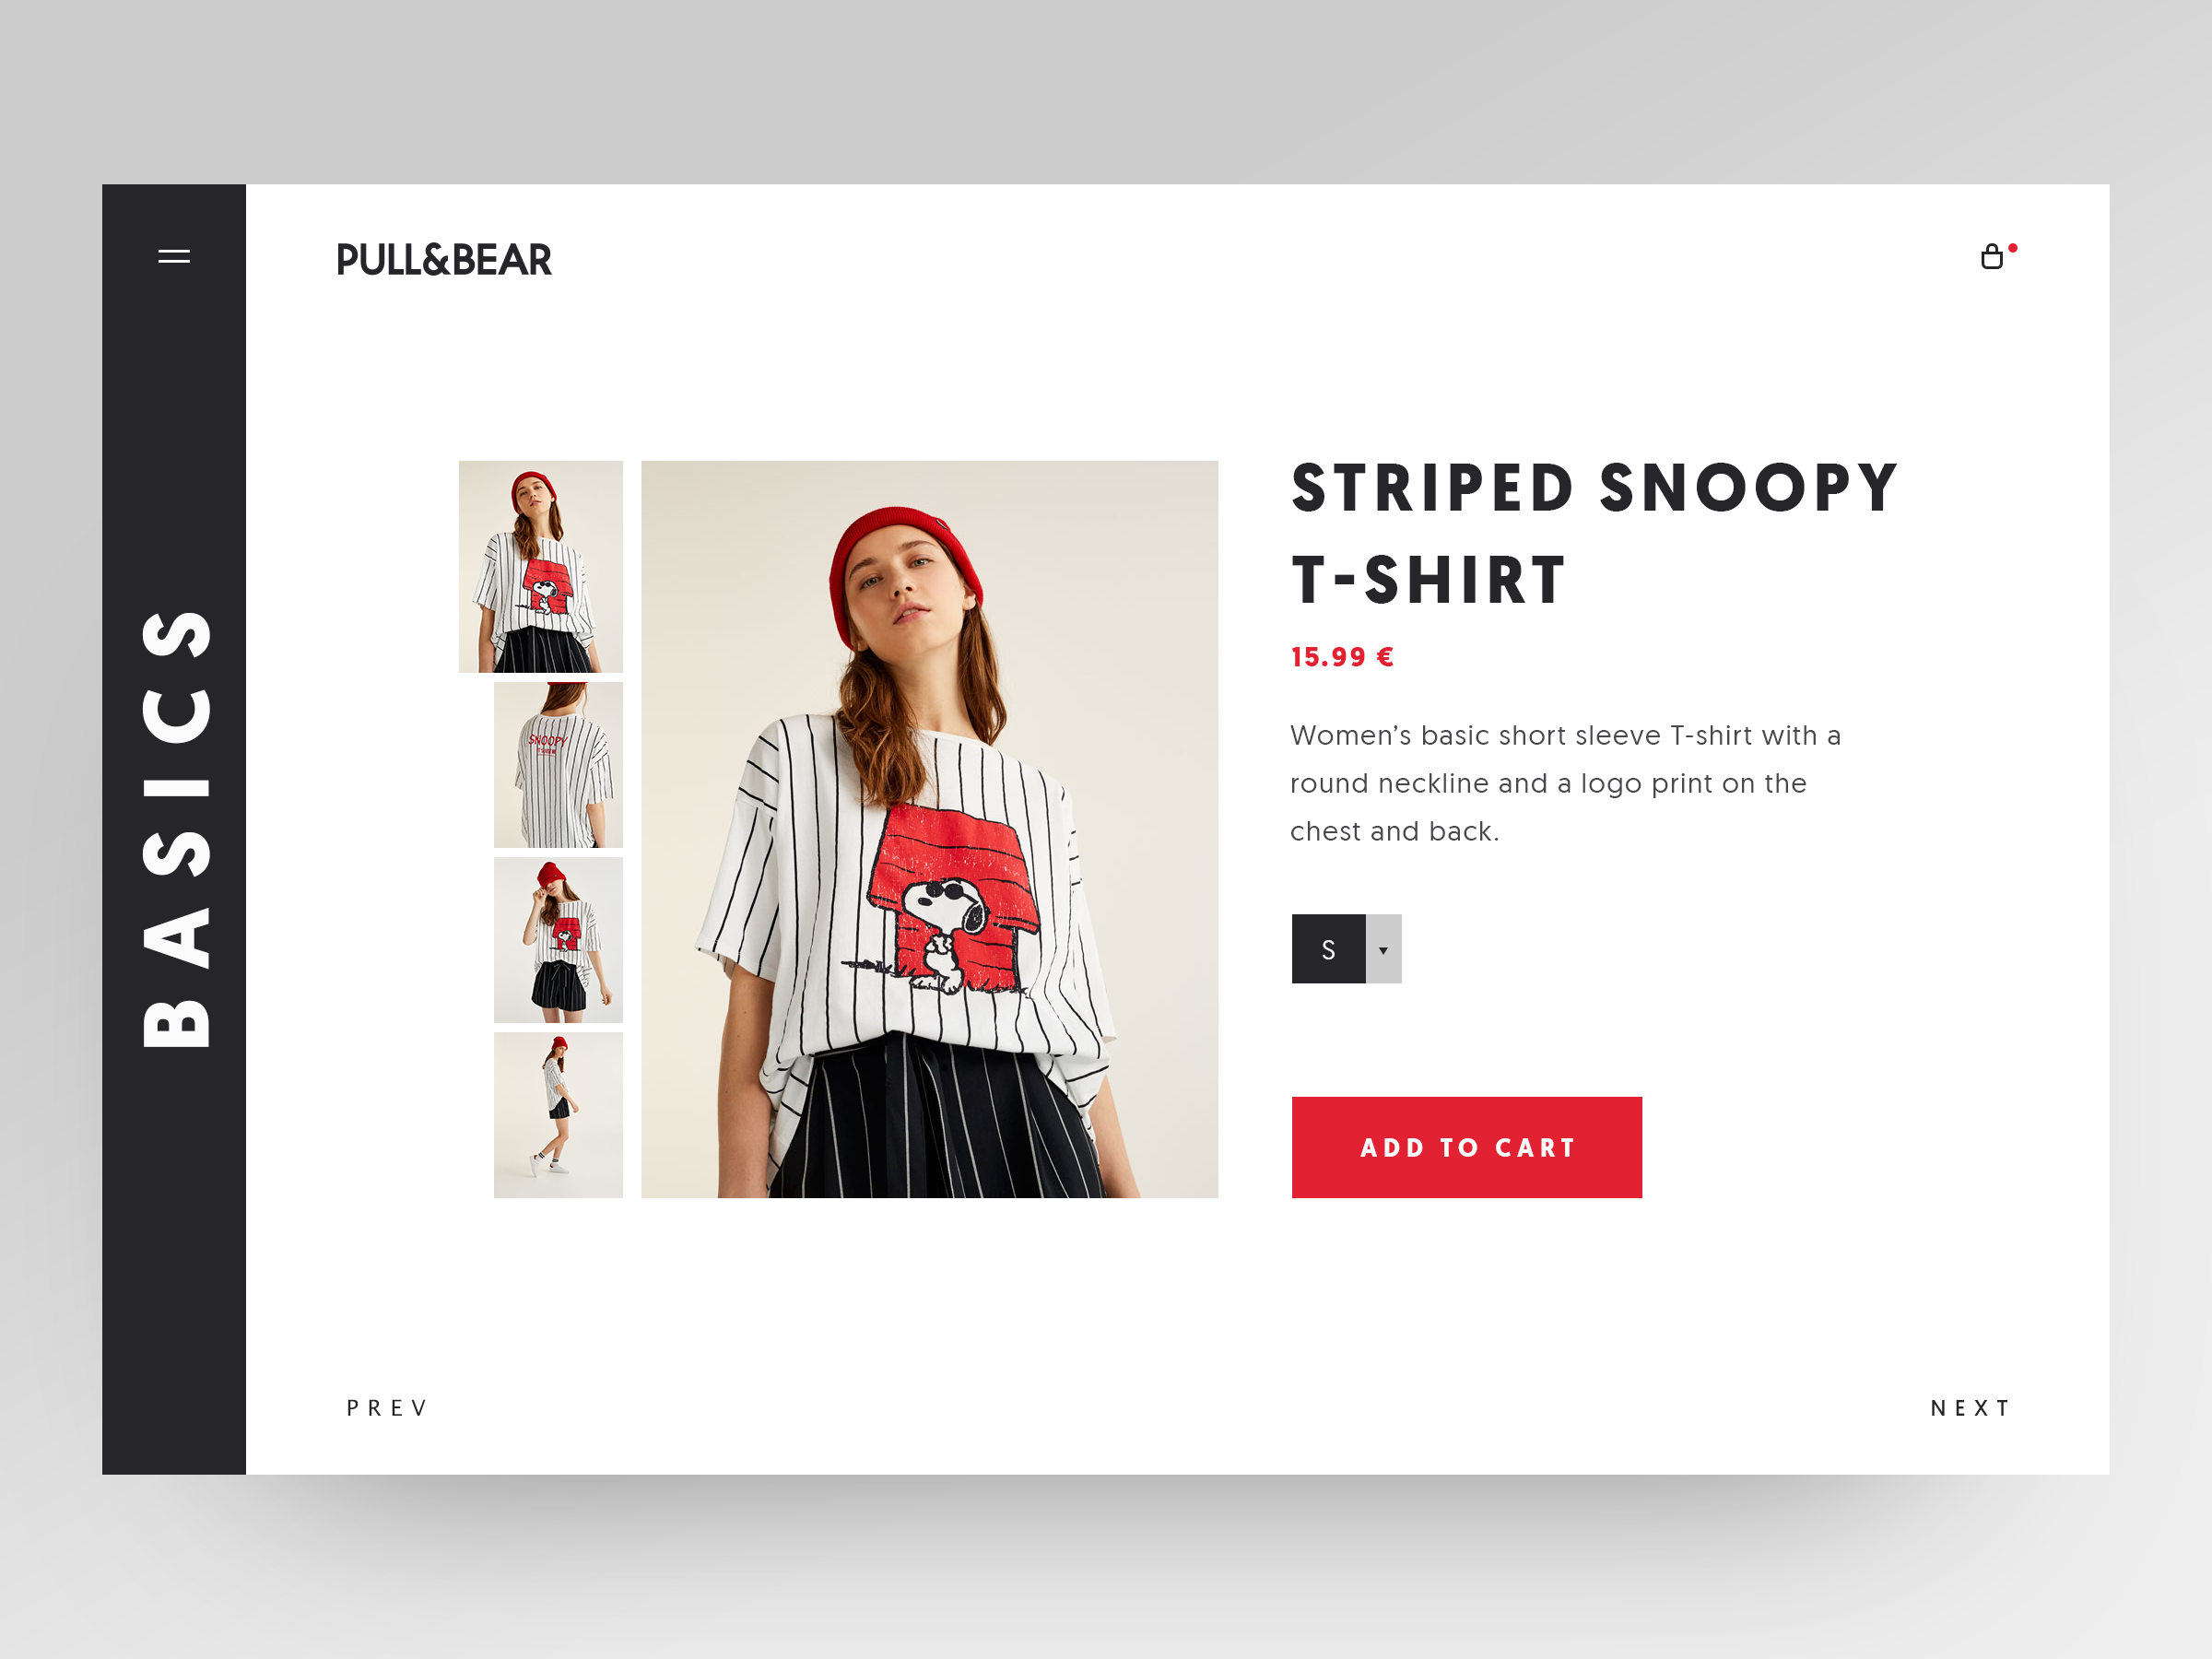 PULL&BEAR
BASICS
STRIPED SNOOPY
T-SHIRT
15.99 €
Women’s basic short sleeve T-shirt with a
round neckline and a logo print on the
chest and back.
S
ADD TO CART
SNOOPY
PREV
NEXT